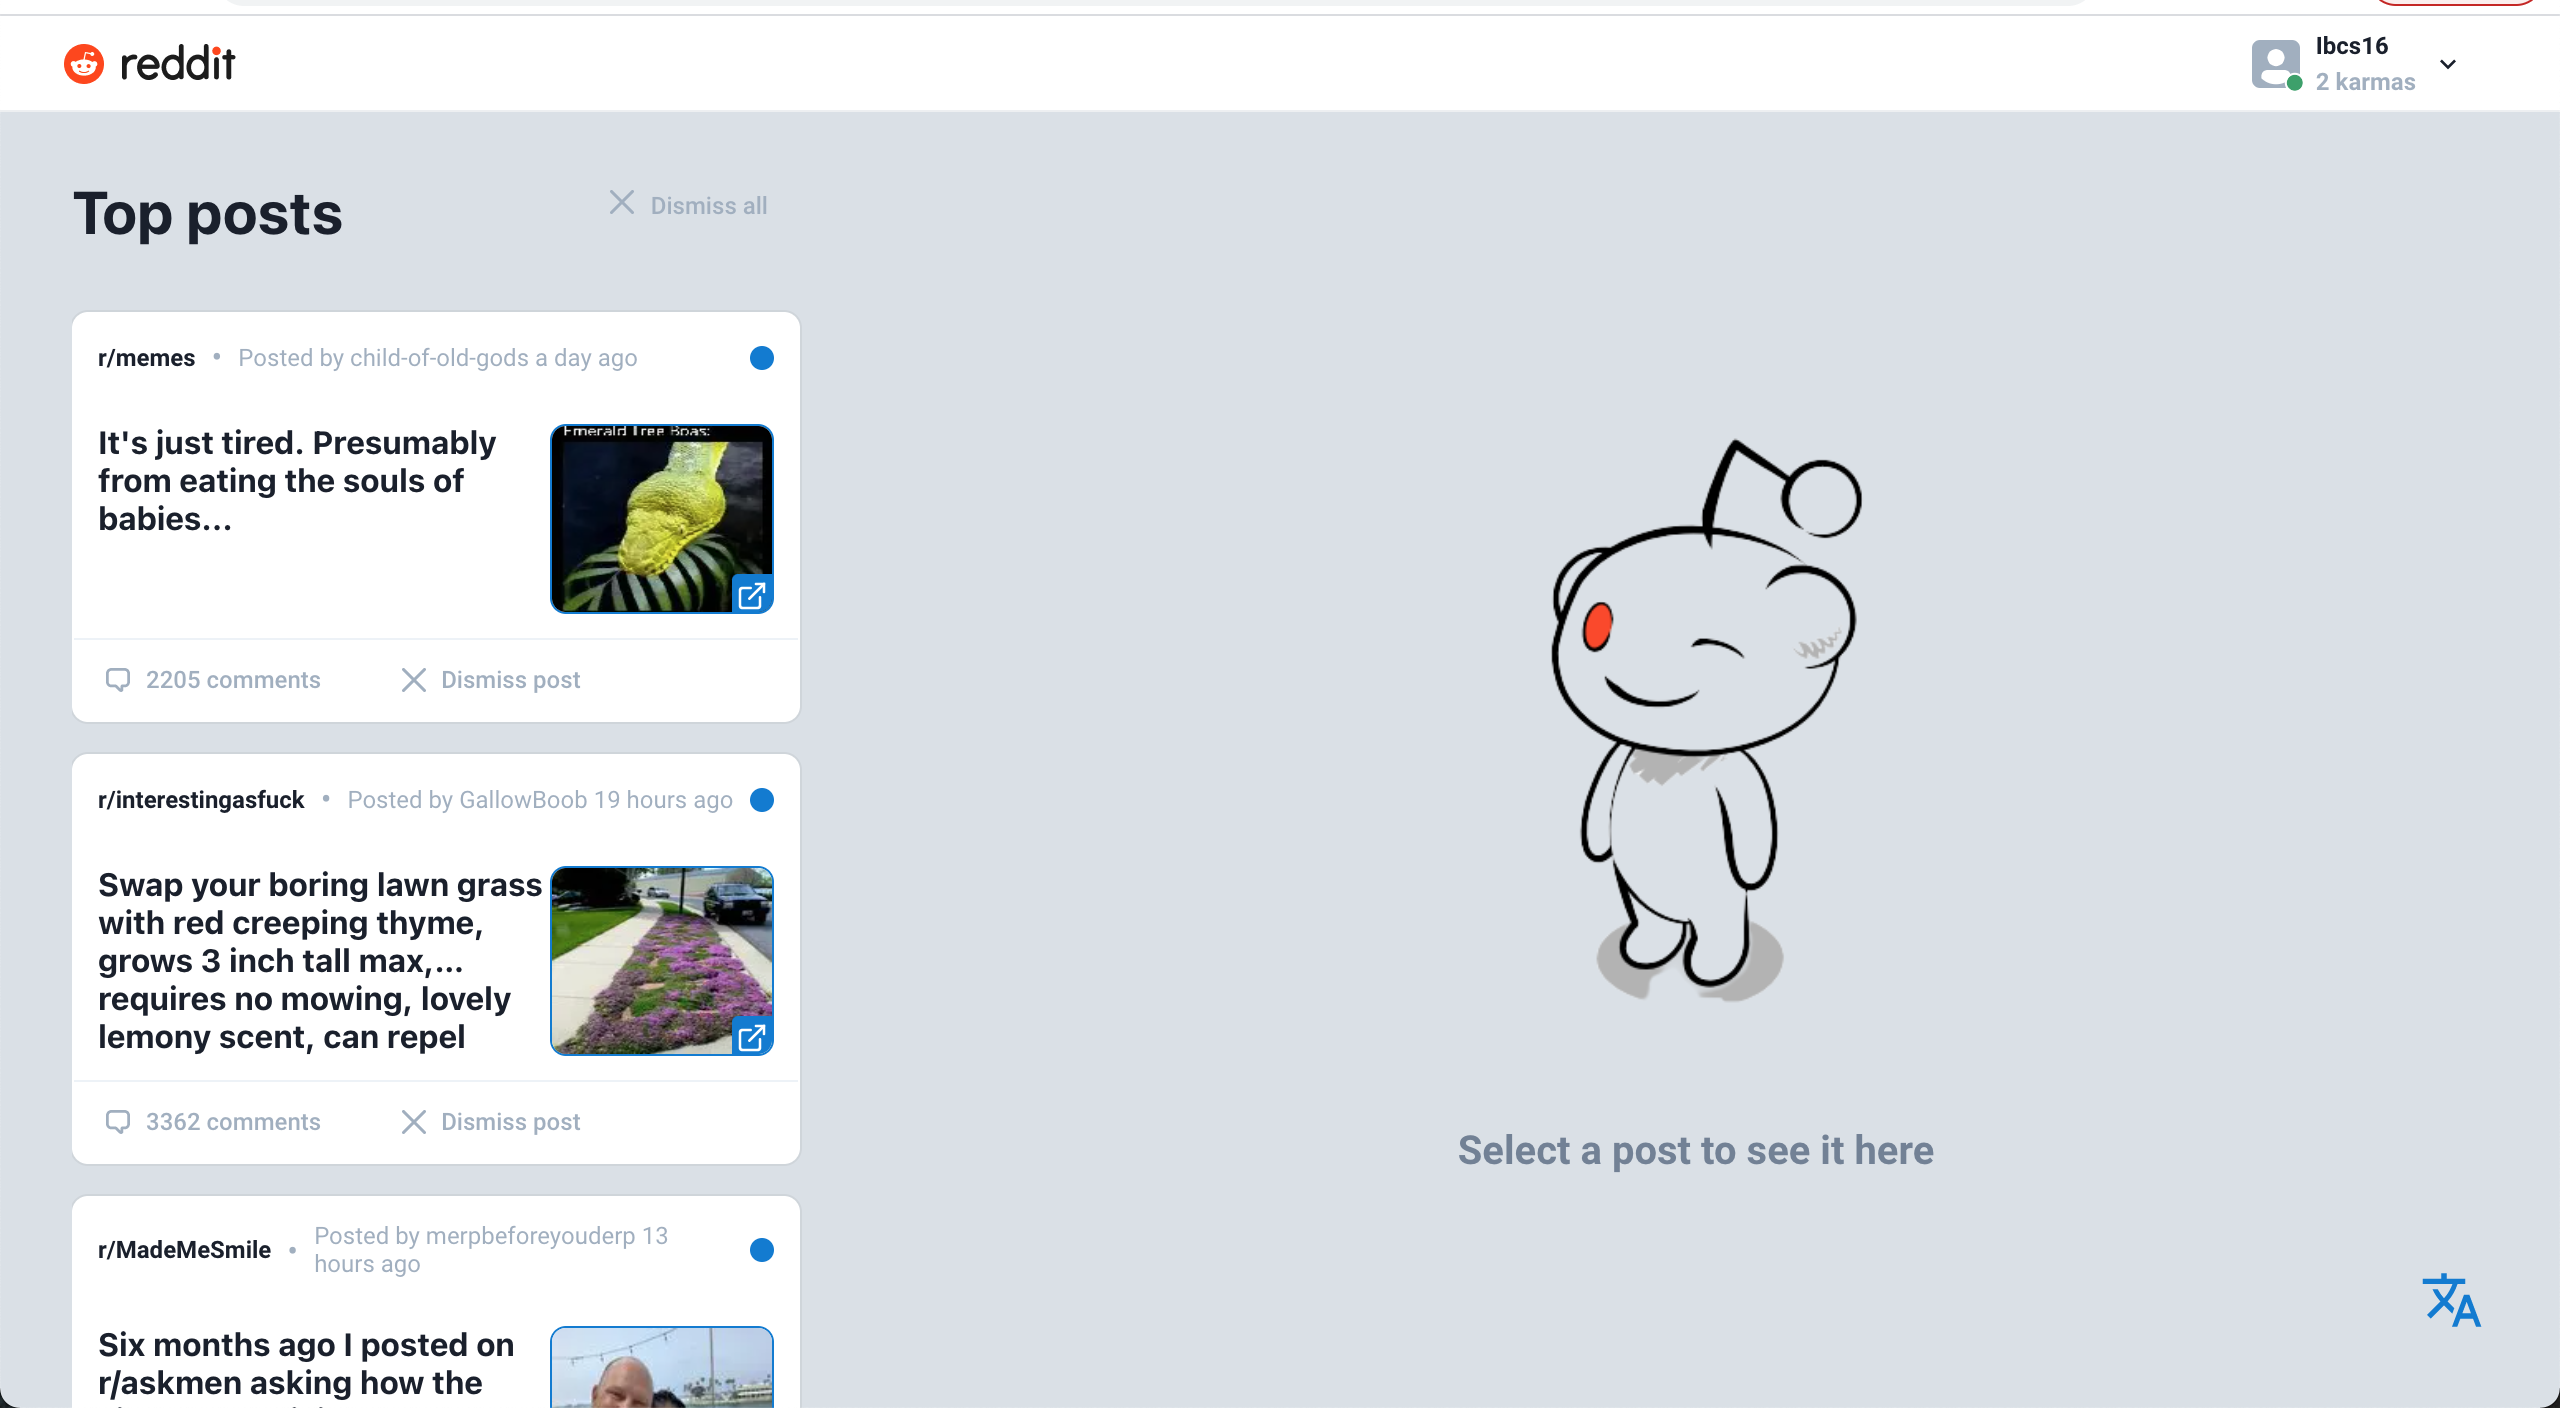 reddit
Ibcs16
2 karmas
Top posts
Dismiss all
r/memes • Posted by child-of-old-gods a day ago
It's just tired. Presumably
from eating the souls of
babies...
Emerald Tree Boas:
2205 comments
Dismiss post
r/interestingasfuck • Posted by GallowBoob 19 hours ago
Swap your boring lawn grass
with red creeping thyme,
grows 3 inch tall max,...
requires no mowing, lovely
lemony scent, can repel
3362 comments
Dismiss post
r/MadeMeSmile • Posted by merpbeforeyouderp 13
hours ago
Six months ago I posted on
r/askmen asking how the
Select a post to see it here